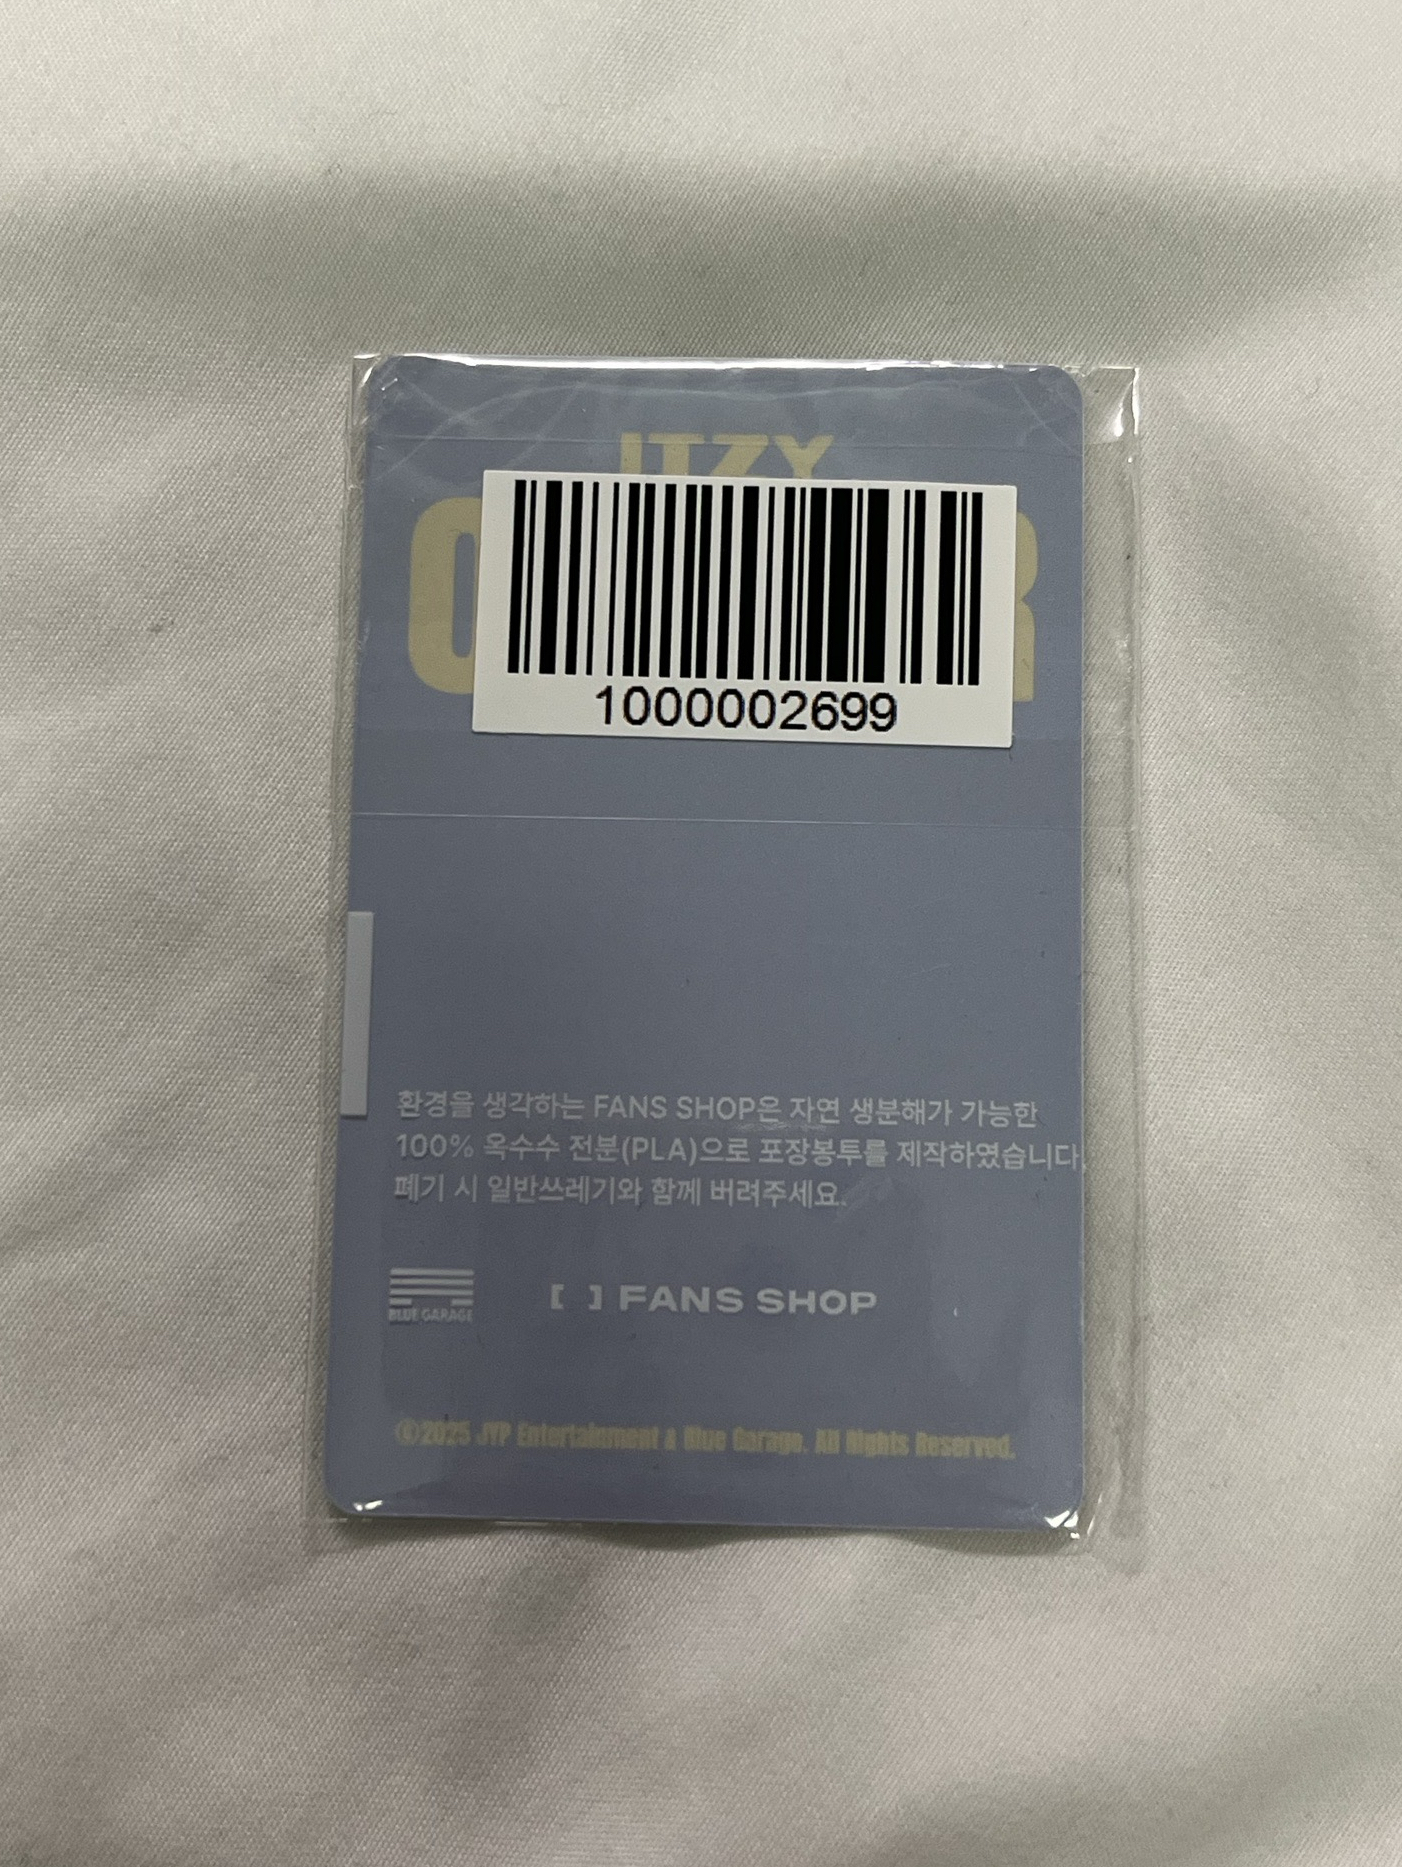 ITZY
1000002699
환경을 생각하는 FANS SHOP은 자연 생분해가 가능한
100% 옥수수 전분(PLA)으로 포장봉투를 제작하였습니다.
폐기 시 일반쓰레기와 함께 버려주세요.
BLUE GARAGE
[ ] FANS SHOP
©2025 JYP Entertainment & Blue Garage. All Rights Reserved.